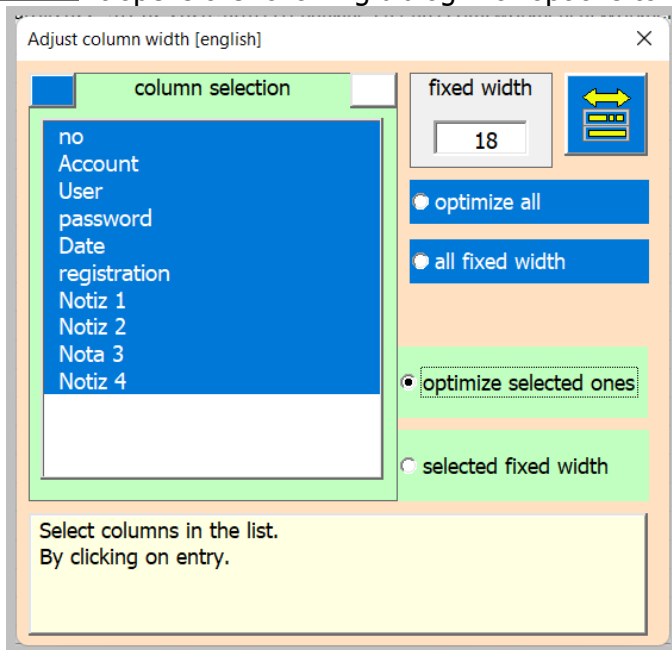 Adjust column width [english]
column selection
fixed width
18
no
Account
User
password
Date
registration
Notiz 1
Notiz 2
Nota 3
Notiz 4
optimize all
all fixed width
optimize selected ones
selected fixed width
Select columns in the list.
By clicking on entry.